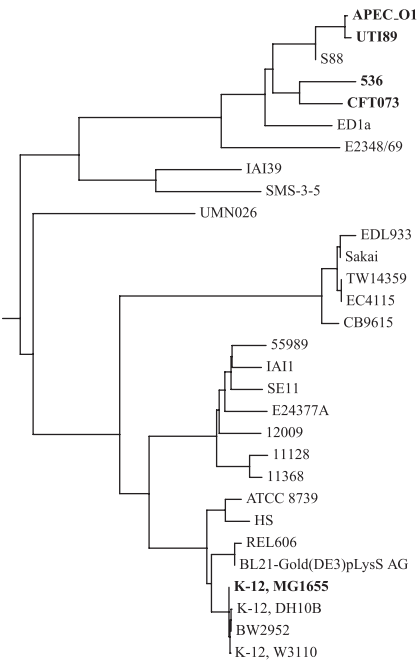 APEC_O1
UTI89
S88
536
CFT073
ED1a
E2348/69
IAI39
SMS-3-5
UMN026
EDL933
Sakai
TW14359
EC4115
CB9615
55989
IAI1
SE11
E24377A
12009
11128
11368
ATCC 8739
HS
REL606
BL21-Gold(DE3)pLysS AG
K-12, MG1655
K-12, DH10B
BW2952
K-12, W3110